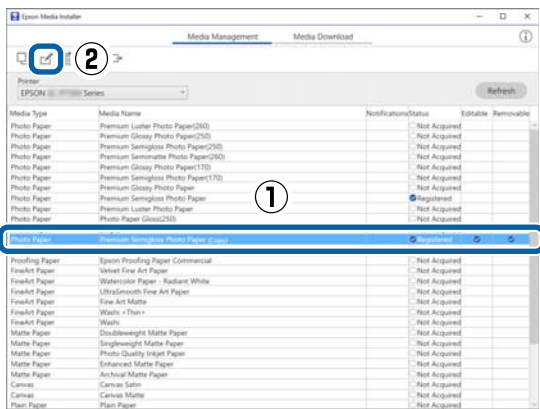 Epson Media Installer
Media Management Media Download
②
Printer
EPSON Series
Refresh
Media Type Media Name Notifications Status Editable Removable
Photo Paper Premium Luster Photo Paper(260) Not Acquired
Photo Paper Premium Glossy Photo Paper(250) Not Acquired
Photo Paper Premium Semigloss Photo Paper(250) Not Acquired
Photo Paper Premium Semimatte Photo Paper(260) Not Acquired
Photo Paper Premium Glossy Photo Paper(170) Not Acquired
Photo Paper Premium Semigloss Photo Paper(170) Not Acquired
Photo Paper Premium Glossy Photo Paper Not Acquired
Photo Paper Premium Semigloss Photo Paper Registered
Photo Paper Premium Luster Photo Paper Not Acquired
Photo Paper Photo Paper Gloss(250) Not Acquired
①
Photo Paper Premium Semigloss Photo Paper (Copy) Registered
Proofing Paper Epson Proofing Paper Commercial Not Acquired
FineArt Paper Velvet Fine Art Paper Not Acquired
FineArt Paper Watercolor Paper - Radiant White Not Acquired
FineArt Paper UltraSmooth Fine Art Paper Not Acquired
FineArt Paper Fine Art Matte Not Acquired
FineArt Paper Washi <Thin> Not Acquired
FineArt Paper Washi Not Acquired
Matte Paper Doubleweight Matte Paper Not Acquired
Matte Paper Singleweight Matte Paper Not Acquired
Matte Paper Photo Quality Inkjet Paper Not Acquired
Matte Paper Enhanced Matte Paper Not Acquired
Matte Paper Archival Matte Paper Not Acquired
Canvas Canvas Satin Not Acquired
Canvas Canvas Matte Not Acquired
Plain Paper Plain Paper Not Acquired